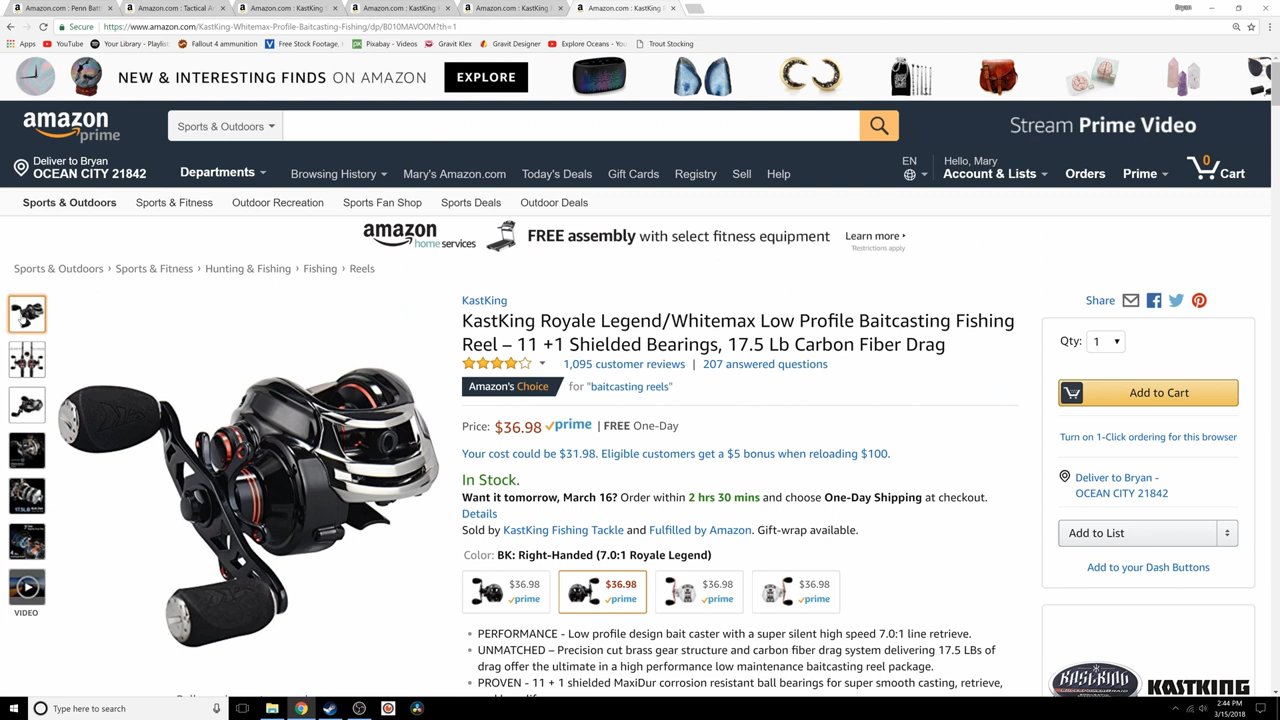 Amazon.com : Penn Batt
Amazon.com: Tactical A
Amazon.com : KastKing
Amazon.com : KastKing
Amazon.com : KastKing
Amazon.com : KastKing R
Bryan
Secure https://www.amazon.com/KastKing-Whitemax-Profile-Baitcasting-Fishing/dp/B010MAVO0M?th=1
Apps YouTube Your Library - Playlist Fallout 4 ammunition Free Stock Footage, Pixabay - Videos Gravit Klex Gravit Designer Explore Oceans - You Trout Stocking
NEW & INTERESTING FINDS ON AMAZON EXPLORE
amazon prime
Sports & Outdoors
Stream Prime Video
Deliver to Bryan
OCEAN CITY 21842
Departments Browsing History Mary's Amazon.com Today's Deals Gift Cards Registry Sell Help
EN
Hello, Mary
Account & Lists Orders Prime 0 Cart
Sports & Outdoors Sports & Fitness Outdoor Recreation Sports Fan Shop Sports Deals Outdoor Deals
amazon home services FREE assembly with select fitness equipment Learn more ▸
*Restrictions apply
Sports & Outdoors › Sports & Fitness › Hunting & Fishing › Fishing › Reels
VIDEO
KastKing
KastKing Royale Legend/Whitemax Low Profile Baitcasting Fishing
Reel – 11 +1 Shielded Bearings, 17.5 Lb Carbon Fiber Drag
1,095 customer reviews | 207 answered questions
Amazon's Choice for "baitcasting reels"
Price: $36.98 prime | FREE One-Day
Your cost could be $31.98. Eligible customers get a $5 bonus when reloading $100.
In Stock.
Want it tomorrow, March 16? Order within 2 hrs 30 mins and choose One-Day Shipping at checkout.
Details
Sold by KastKing Fishing Tackle and Fulfilled by Amazon. Gift-wrap available.
Color: BK: Right-Handed (7.0:1 Royale Legend)
$36.98 prime
$36.98 prime
$36.98 prime
$36.98 prime
• PERFORMANCE - Low profile design bait caster with a super silent high speed 7.0:1 line retrieve.
• UNMATCHED – Precision cut brass gear structure and carbon fiber drag system delivering 17.5 LBs of
drag offer the ultimate in a high performance low maintenance baitcasting reel package.
• PROVEN - 11 + 1 shielded MaxiDur corrosion resistant ball bearings for super smooth casting, retrieve,
Share
Qty: 1
Add to Cart
Turn on 1-Click ordering for this browser
Deliver to Bryan -
OCEAN CITY 21842
Add to List
Add to your Dash Buttons
KASTKING KASTKING
Type here to search
2:44 PM
3/15/2018